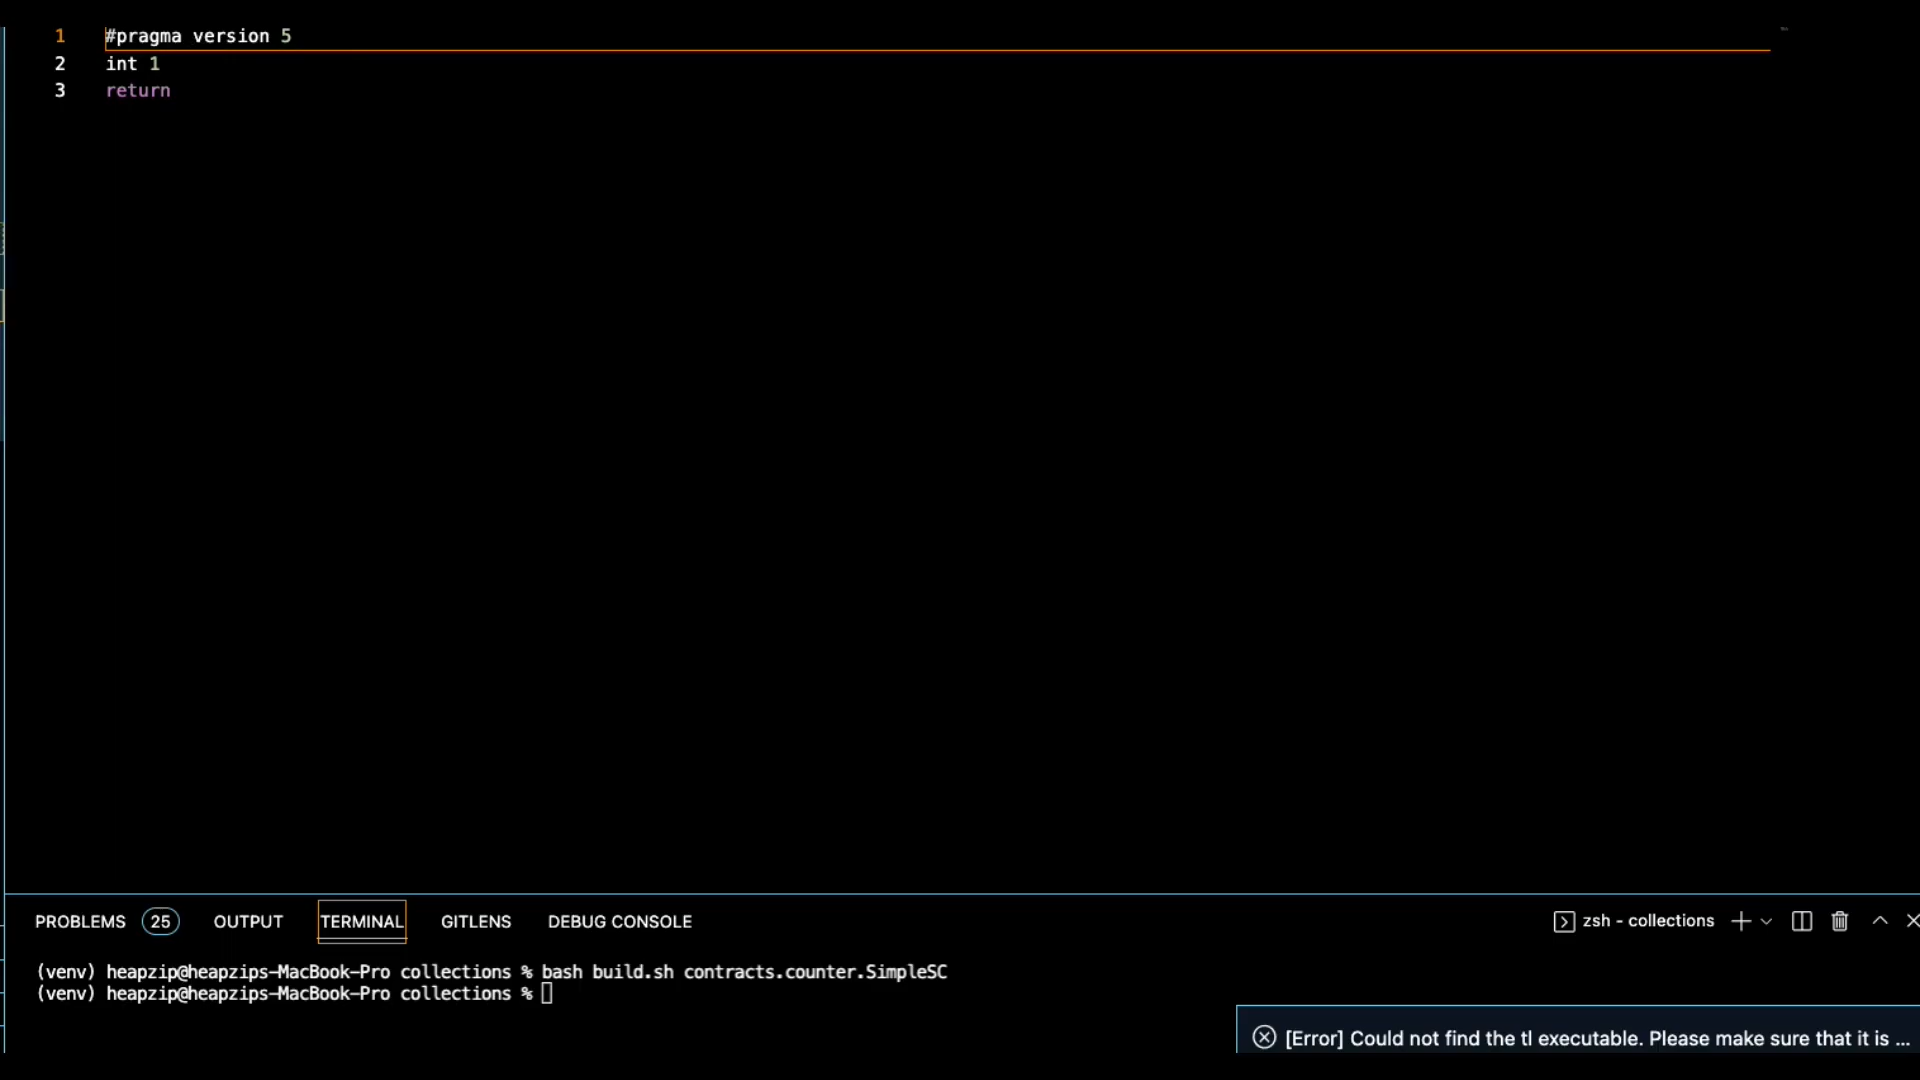 1 #pragma version 5
2 int 1
3 return
PROBLEMS 25 OUTPUT TERMINAL GITLENS DEBUG CONSOLE zsh - collections
(venv) heapzip@heapzips-MacBook-Pro collections % bash build.sh contracts.counter.SimpleSC
(venv) heapzip@heapzips-MacBook-Pro collections %
[Error] Could not find the tl executable. Please make sure that it is ...